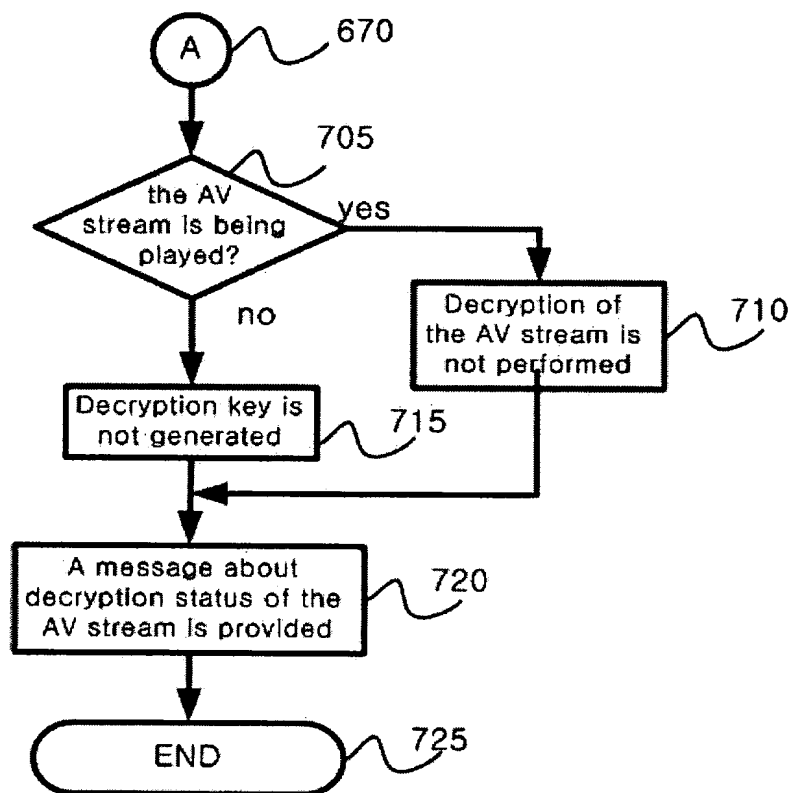 A
670
705
the AV
stream is being
played?
yes
no
Decryption of
the AV stream is
not performed
710
Decryption key is
not generated
715
A message about
decryption status of the
AV stream is provided
720
END
725